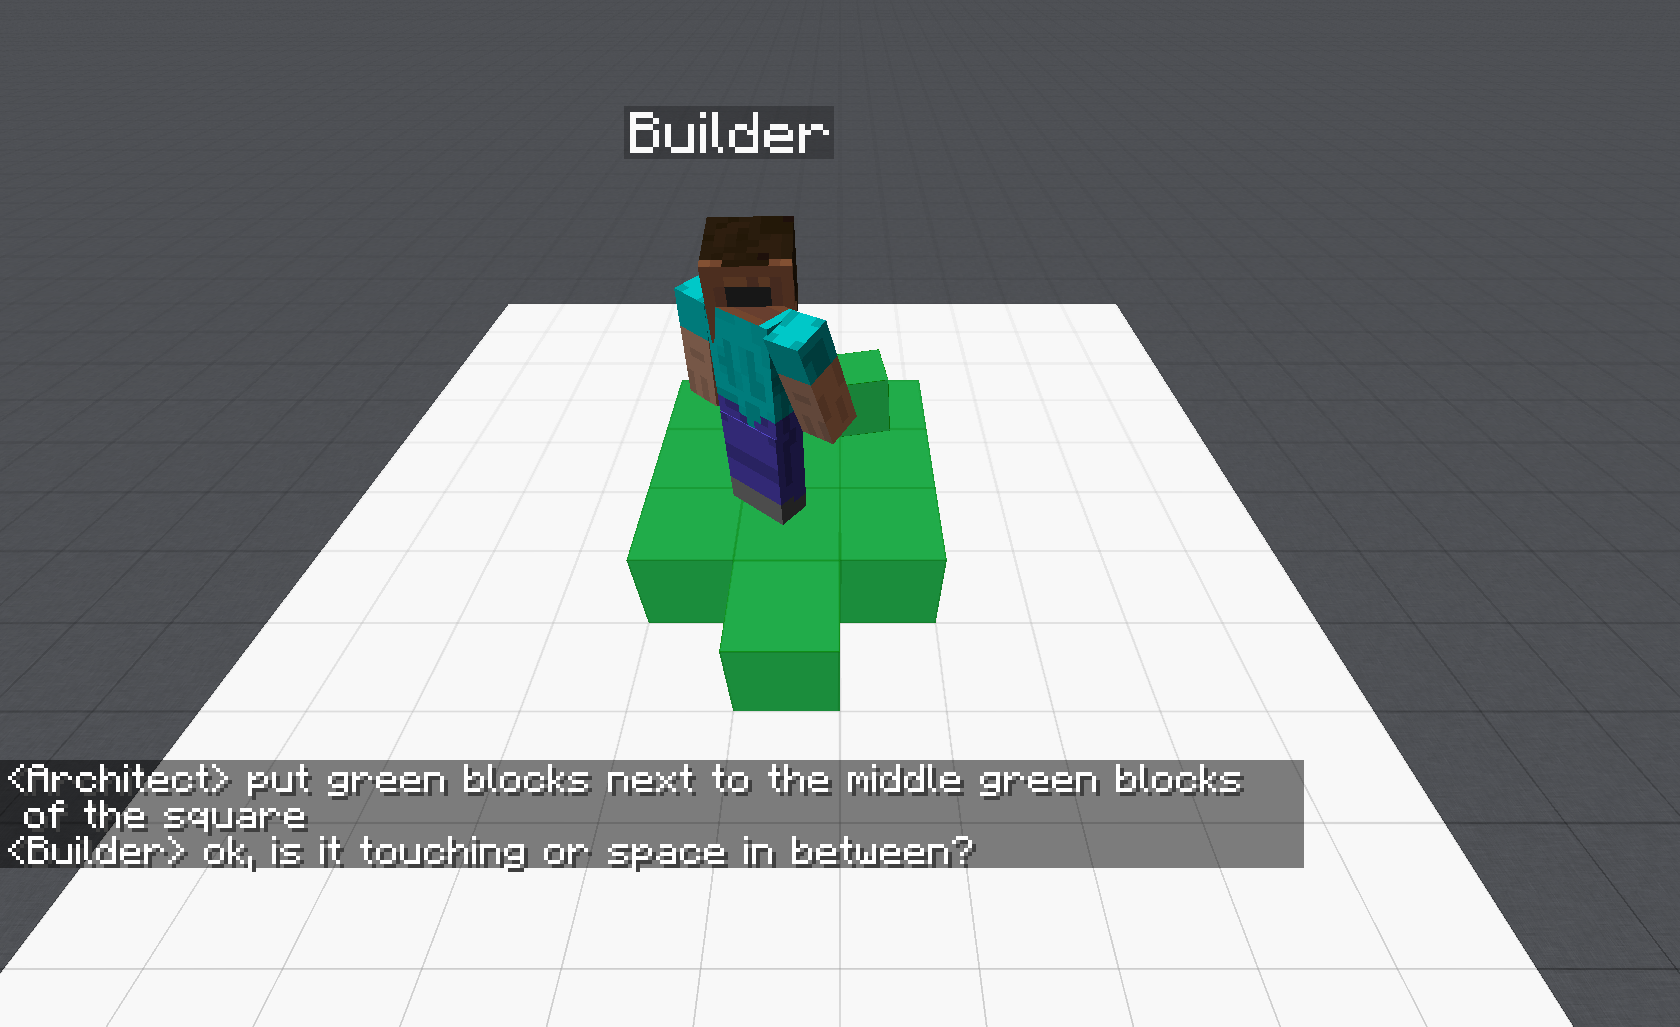 Builder
<Architect> put green blocks next to the middle green blocks
of the square
<Builder> ok, is it touching or space in between?